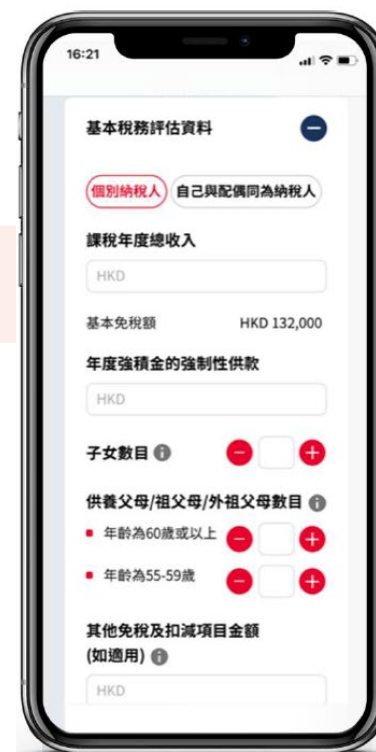 16:21
基本稅務評估資料
個別納稅人 自己與配偶同為納稅人
課稅年度總收入
HKD
基本免稅額 HKD 132,000
年度強積金的強制性供款
HKD
子女數目
供養父母/祖父母/外祖父母數目
年齡為60歲或以上
年齡為55-59歲
其他免稅及扣減項目金額
(如適用)
HKD